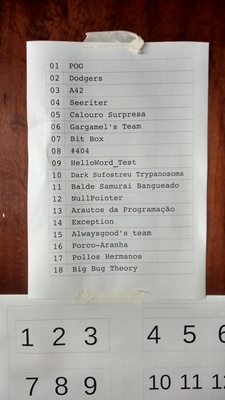 01 POG
02 Dodgers
03 A42
04 Seeriter
05 Calouro Surpresa
06 Gargamel's Team
07 Bit Box
08 #404
09 HelloWord_Test
10 Dark Sufostreu Trypanosoma
11 Balde Samurai Bangueado
12 NullPointer
13 Arautos da Programação
14 Exception
15 Alwaysgood's team
16 Porco-Aranha
17 Pollos Hermanos
18 Big Bug Theory
1 2 3 4 5 6
7 8 9 10 11 12